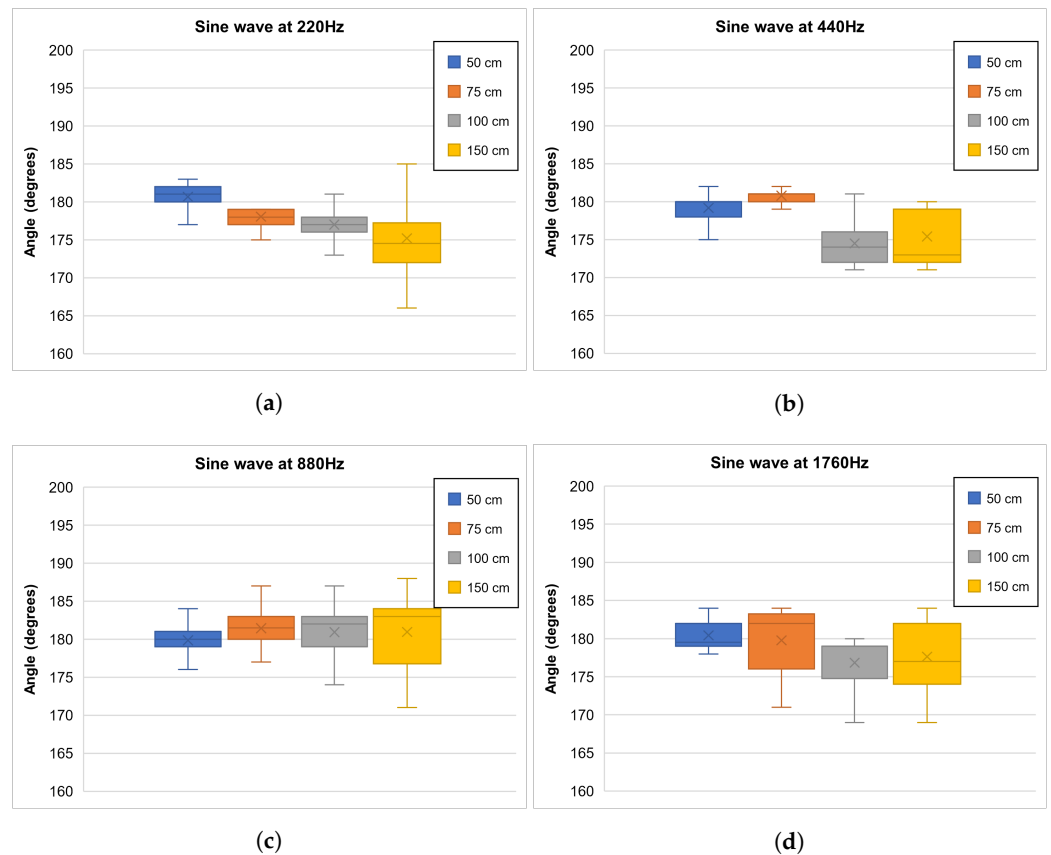 Sine wave at 220Hz
Angle (degrees)
200
195
190
185
180
175
170
165
160
50 cm
75 cm
100 cm
150 cm
(a)
Sine wave at 440Hz
Angle (degrees)
200
195
190
185
180
175
170
165
160
50 cm
75 cm
100 cm
150 cm
(b)
Sine wave at 880Hz
Angle (degrees)
200
195
190
185
180
175
170
165
160
50 cm
75 cm
100 cm
150 cm
(c)
Sine wave at 1760Hz
Angle (degrees)
200
195
190
185
180
175
170
165
160
50 cm
75 cm
100 cm
150 cm
(d)